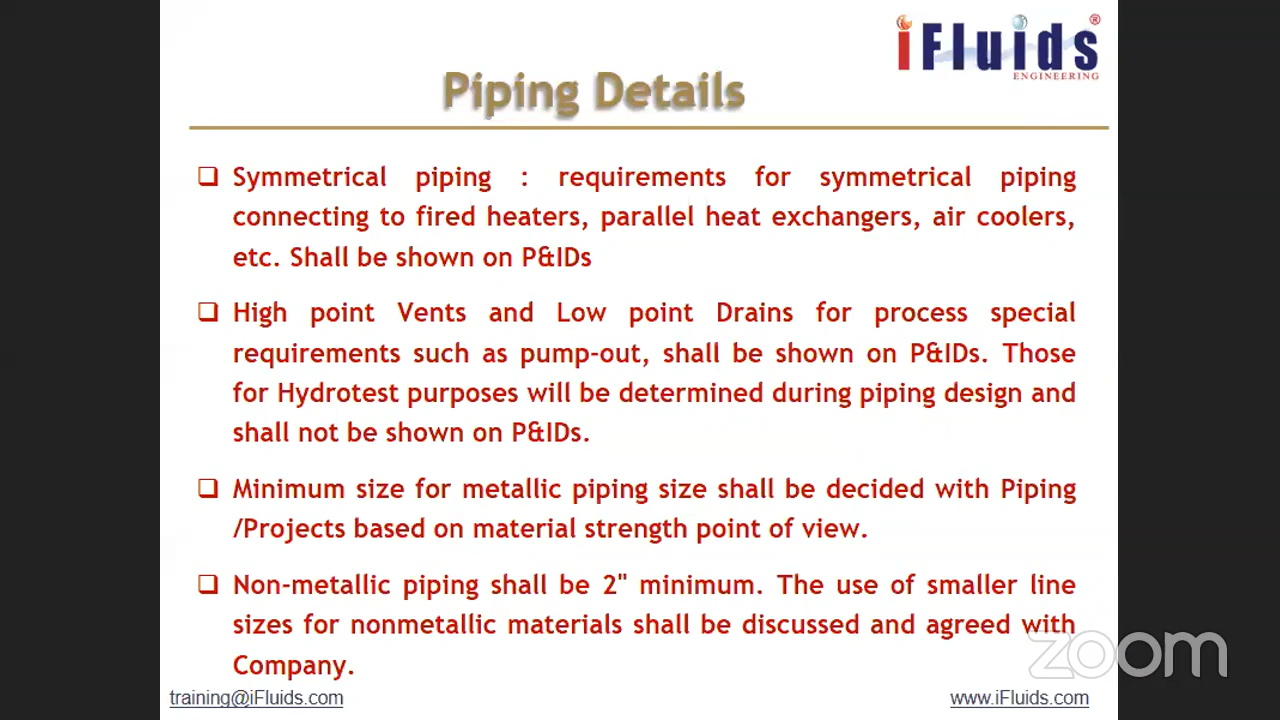 iFluids®
ENGINEERING
Piping Details
❑ Symmetrical piping : requirements for symmetrical piping
connecting to fired heaters, parallel heat exchangers, air coolers,
etc. Shall be shown on P&IDs
❑ High point Vents and Low point Drains for process special
requirements such as pump-out, shall be shown on P&IDs. Those
for Hydrotest purposes will be determined during piping design and
shall not be shown on P&IDs.
❑ Minimum size for metallic piping size shall be decided with Piping
/Projects based on material strength point of view.
❑ Non-metallic piping shall be 2" minimum. The use of smaller line
sizes for nonmetallic materials shall be discussed and agreed with
Company.
zoom
training@iFluids.com
www.iFluids.com